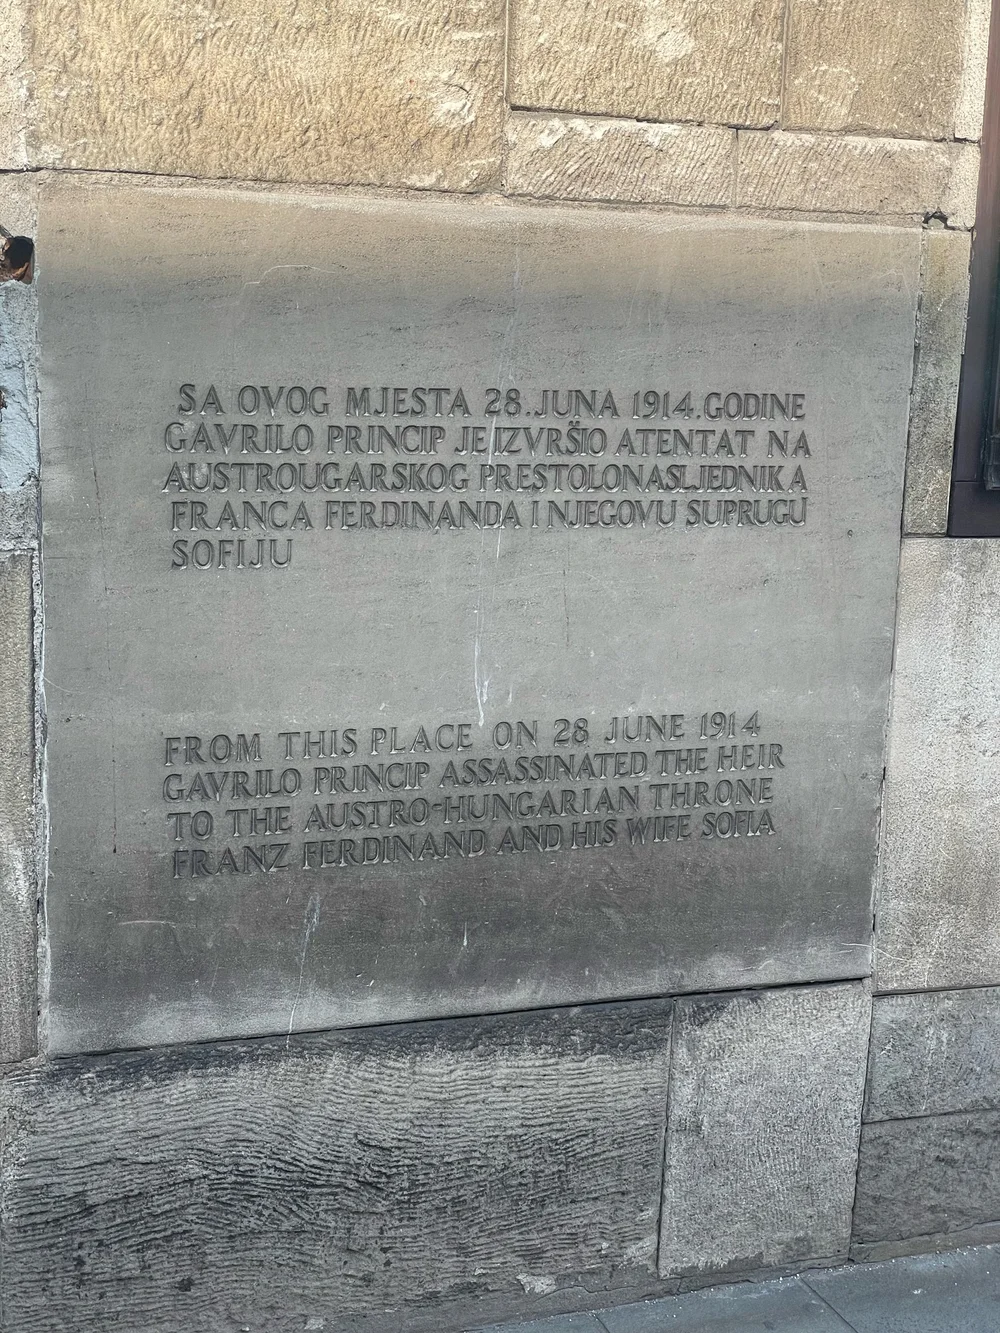 SA OVOG MJESTA 28.JUNA 1914.GODINE
GAVRILO PRINCIP JE IZVRŠIO ATENTAT NA
AUSTROUGARSKOG PRESTOLONASLJEDNIKA
FRANCA FERDINANDA I NJEGOVU SUPRUGU
SOFIJU
FROM THIS PLACE ON 28 JUNE 1914
GAVRILO PRINCIP ASSASSINATED THE HEIR
TO THE AUSTRO-HUNGARIAN THRONE
FRANZ FERDINAND AND HIS WIFE SOFIA